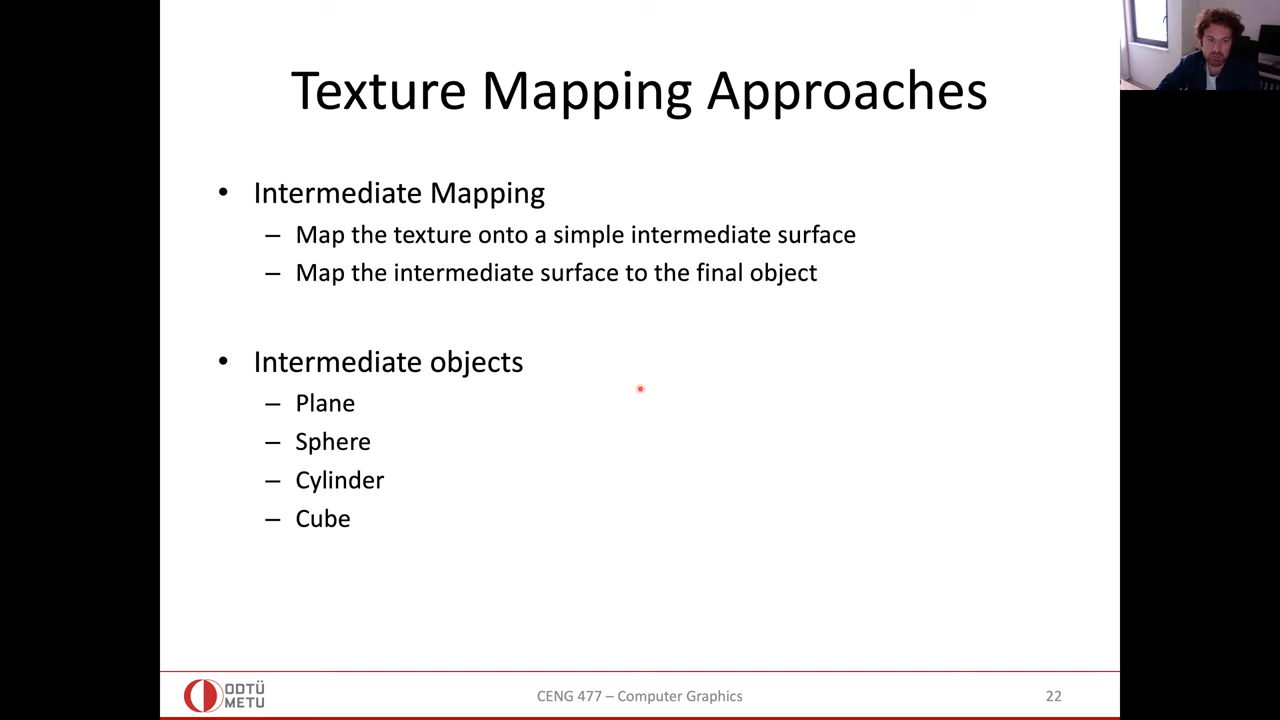 Texture Mapping Approaches
• Intermediate Mapping
– Map the texture onto a simple intermediate surface
– Map the intermediate surface to the final object
• Intermediate objects
– Plane
– Sphere
– Cylinder
– Cube
ODTÜ
METU
CENG 477 – Computer Graphics
22